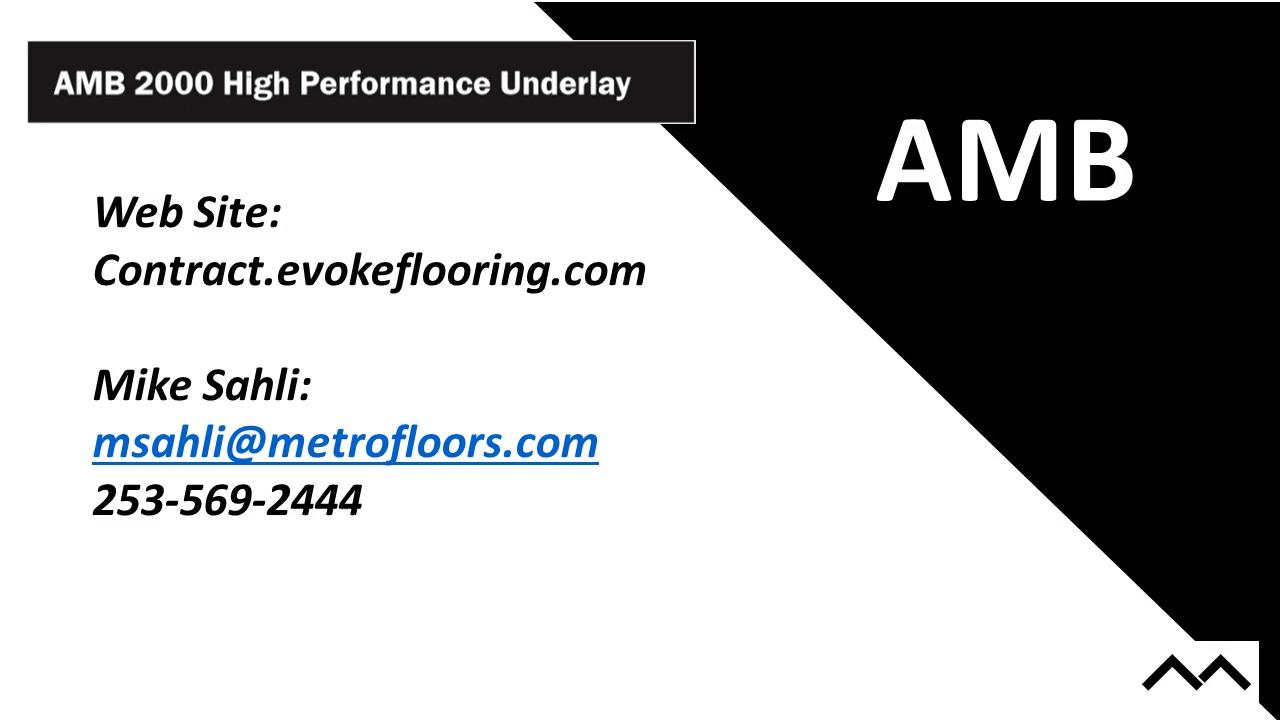 AMB 2000 High Performance Underlay
AMB
Web Site:
Contract.evokeflooring.com
Mike Sahli:
msahli@metrofloors.com
253-569-2444